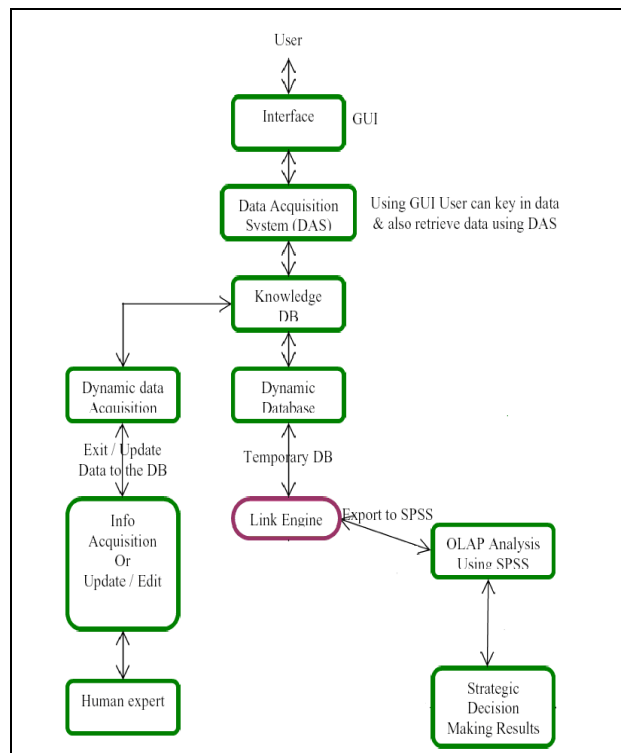 User
Interface
GUI
Data Acquisition
System (DAS)
Using GUI User can key in data
& also retrieve data using DAS
Knowledge
DB
Dynamic data
Acquisition
Dynamic
Database
Exit / Update
Data to the DB
Temporary DB
Info
Acquisition
Or
Update / Edit
Link Engine
Export to SPSS
OLAP Analysis
Using SPSS
Human expert
Strategic
Decision
Making Results